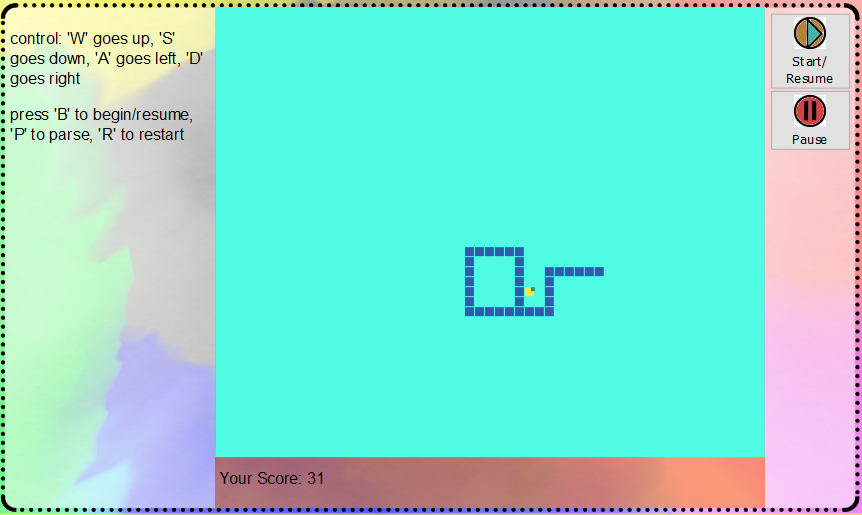 control: 'W' goes up, 'S'
goes down, 'A' goes left, 'D'
goes right
press 'B' to begin/resume,
'P' to parse, 'R' to restart
Start/
Resume
Pause
Your Score: 31